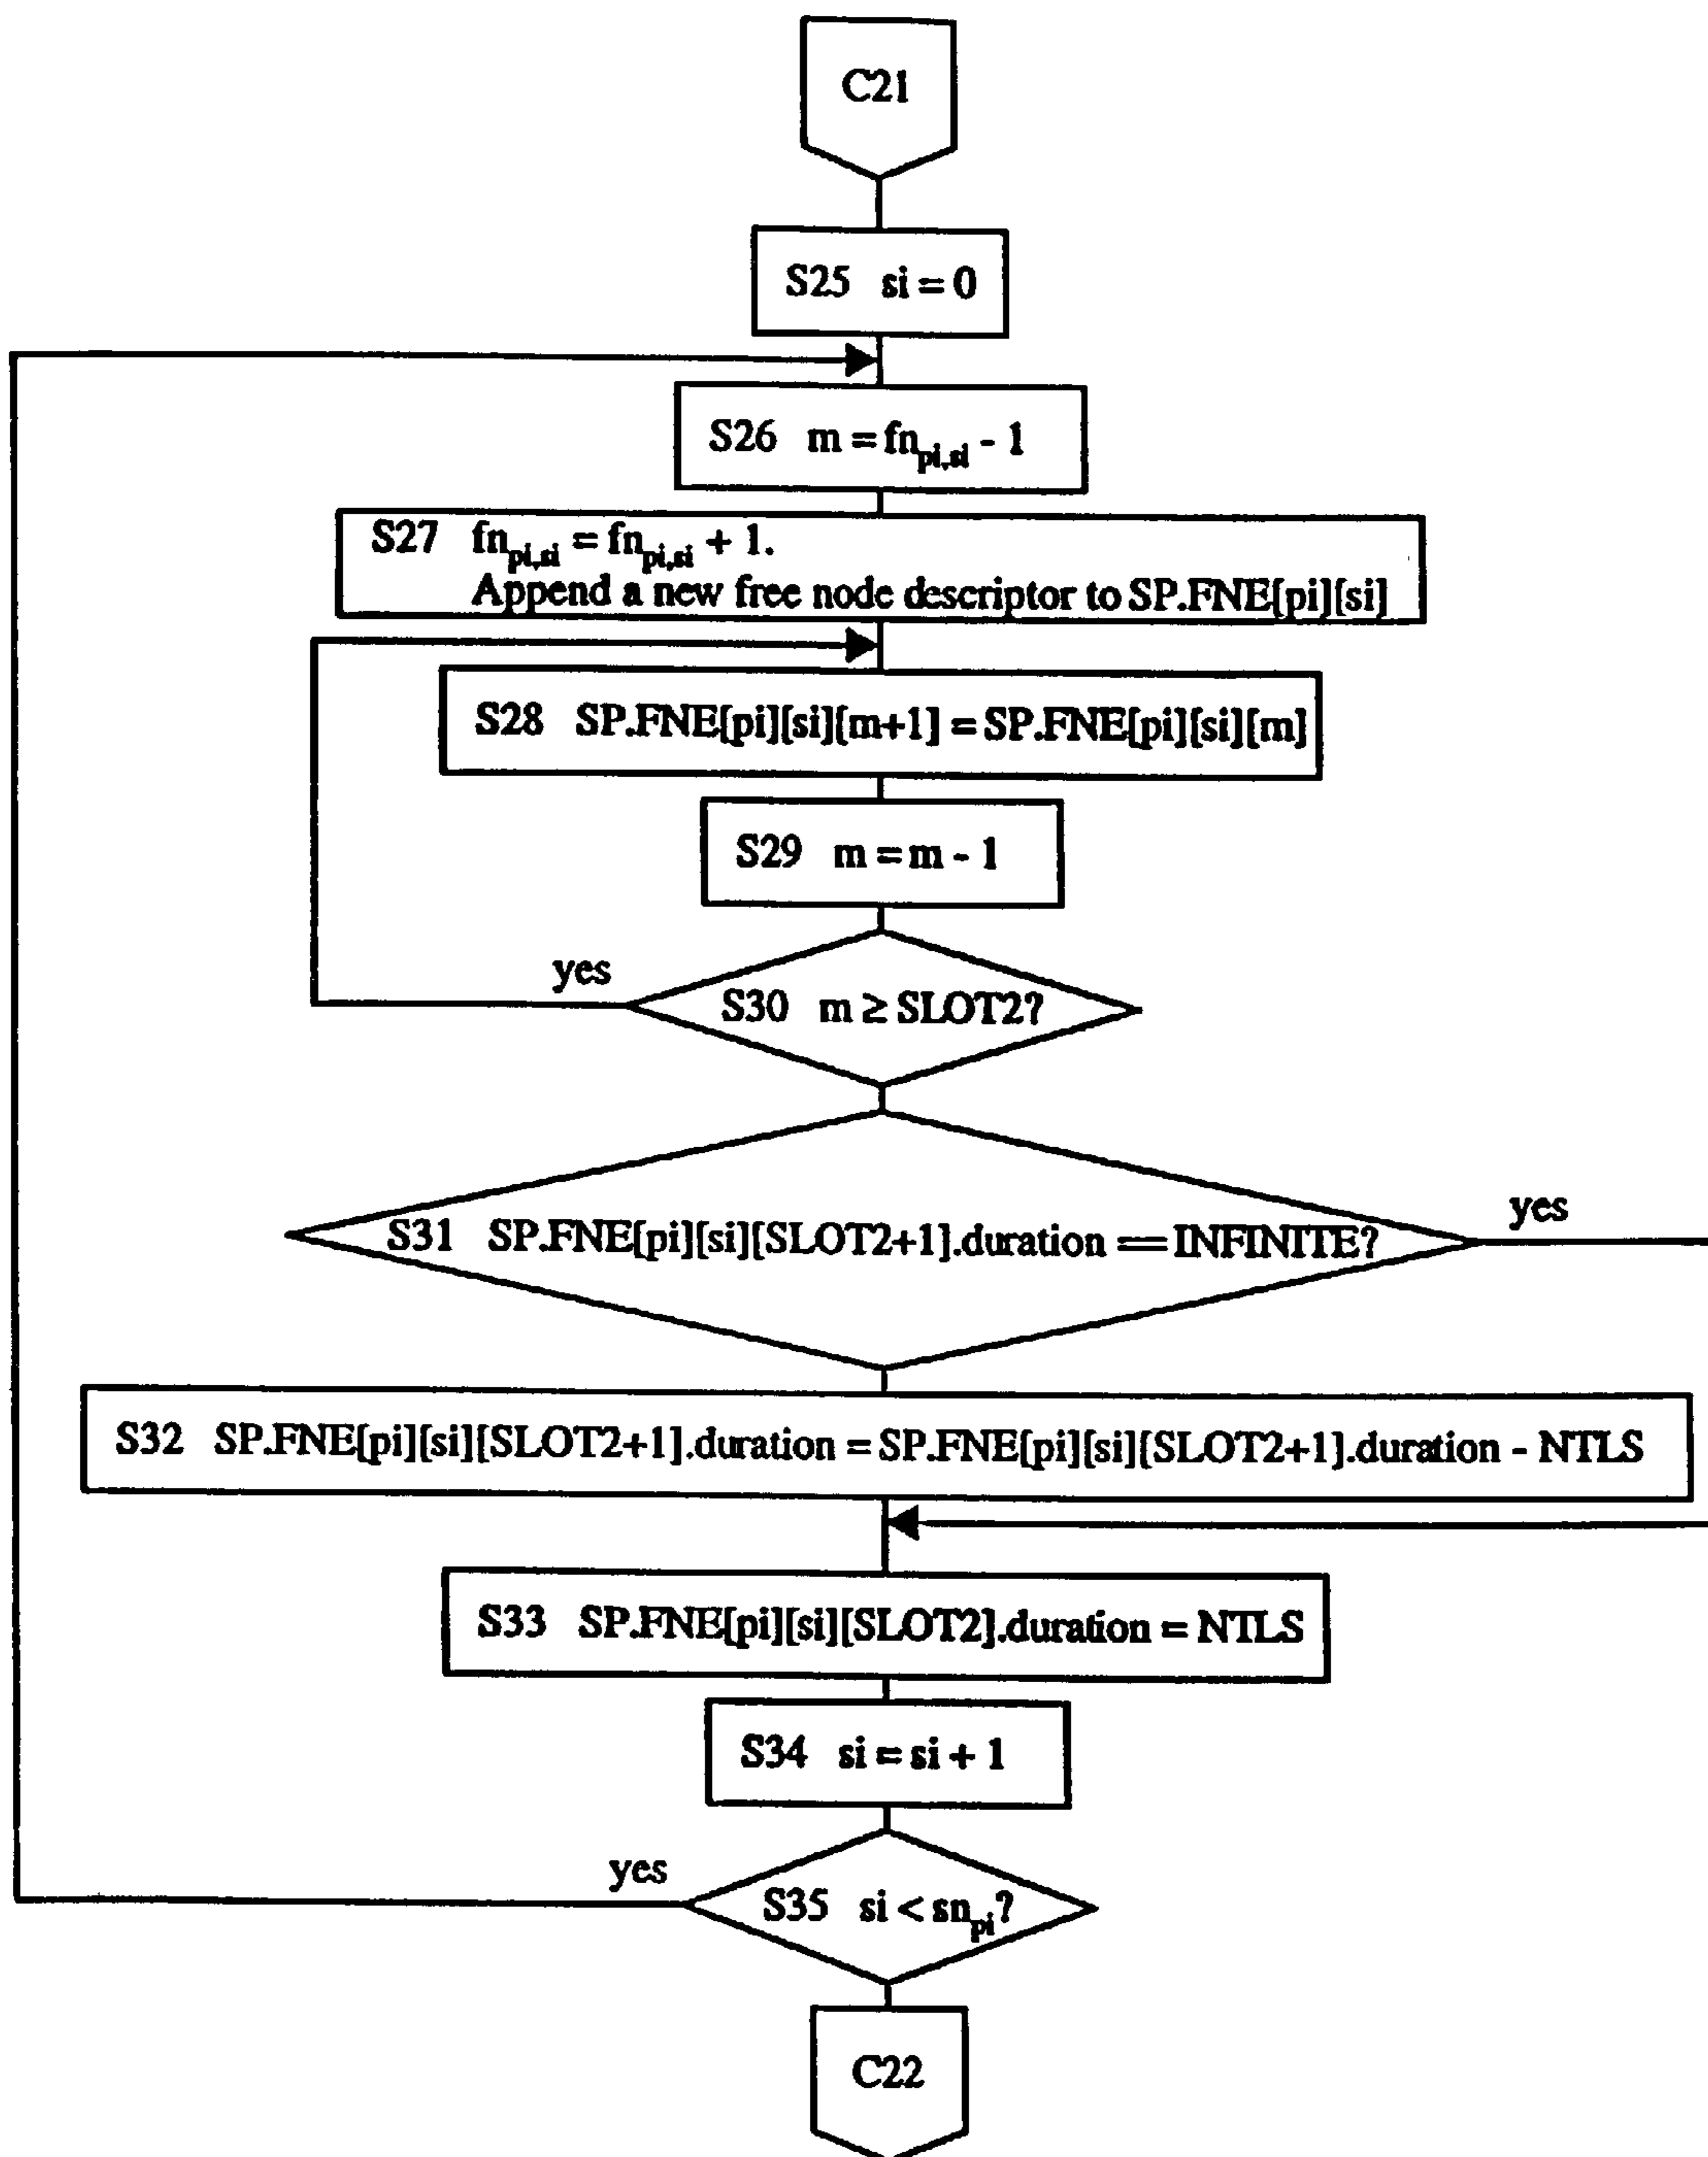 C21
S25 si = 0
S26 m = fn_pi,si - 1
S27 fn_pi,si = fn_pi,si + 1.
Append a new free node descriptor to SP.FNE[pi][si]
S28 SP.FNE[pi][si][m+1] = SP.FNE[pi][si][m]
S29 m = m - 1
yes
S30 m ≥ SLOT2?
yes
S31 SP.FNE[pi][si][SLOT2+1].duration == INFINITE?
S32 SP.FNE[pi][si][SLOT2+1].duration = SP.FNE[pi][si][SLOT2+1].duration - NTLS
S33 SP.FNE[pi][si][SLOT2].duration = NTLS
S34 si = si + 1
yes
S35 si < sn_pi?
C22